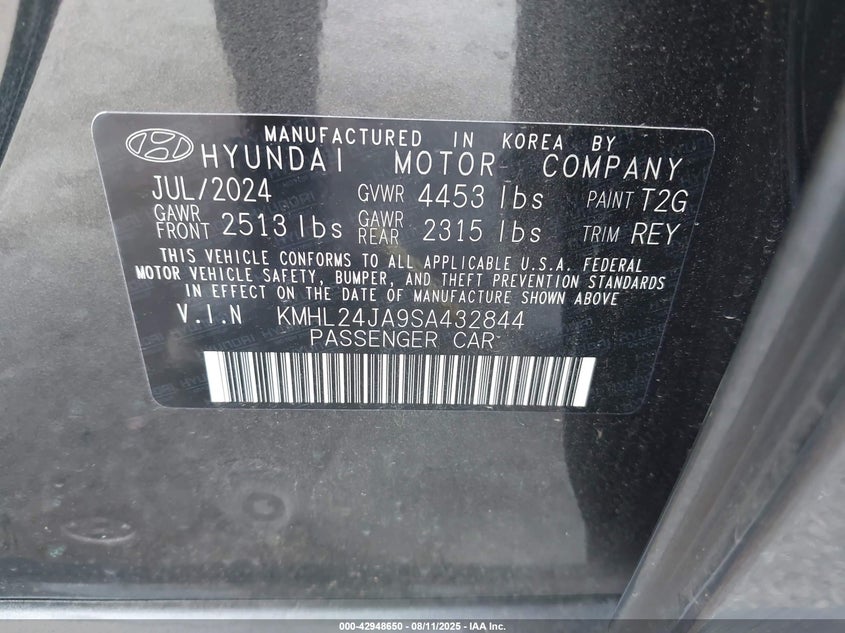 MANUFACTURED IN KOREA BY
HYUNDAI MOTOR COMPANY
JUL/2024 GVWR 4453 lbs PAINT T2G
GAWR FRONT 2513 lbs GAWR REAR 2315 lbs TRIM REY
THIS VEHICLE CONFORMS TO ALL APPLICABLE U.S.A. FEDERAL
MOTOR VEHICLE SAFETY, BUMPER, AND THEFT PREVENTION STANDARDS
IN EFFECT ON THE DATE OF MANUFACTURE SHOWN ABOVE
V.I.N KMHL24JA9SA432844
PASSENGER CAR
000-42948650 - 08/11/2025 - IAA Inc.